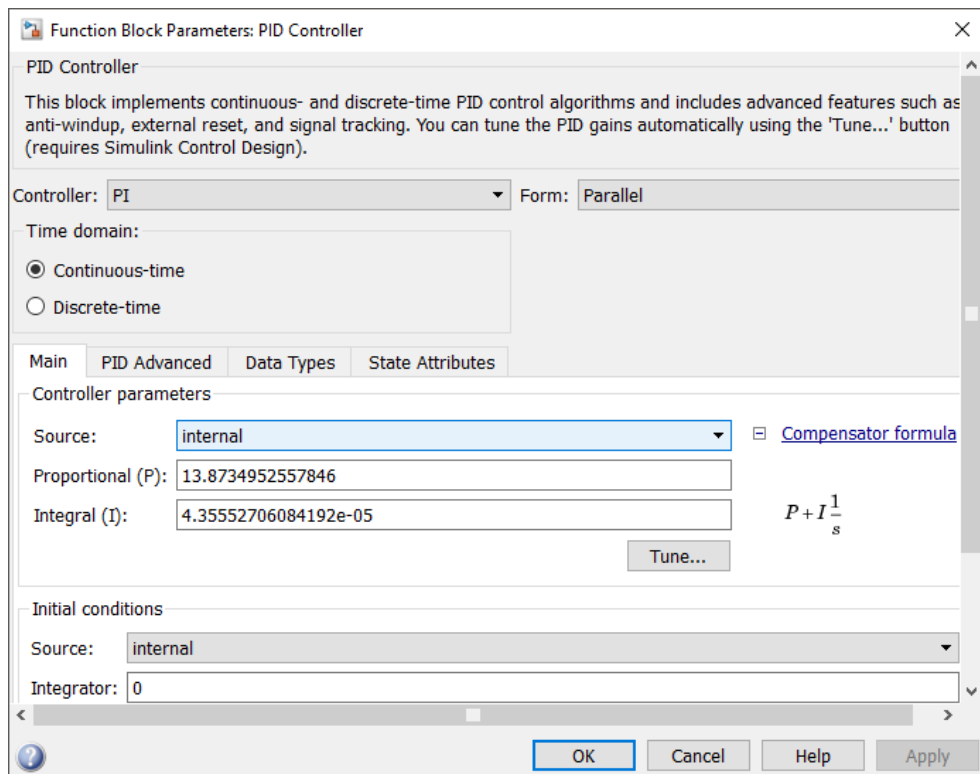 Function Block Parameters: PID Controller
PID Controller
This block implements continuous- and discrete-time PID control algorithms and includes advanced features such as
anti-windup, external reset, and signal tracking. You can tune the PID gains automatically using the 'Tune...' button
(requires Simulink Control Design).
Controller: PI Form: Parallel
Time domain:
Continuous-time
Discrete-time
Main PID Advanced Data Types State Attributes
Controller parameters
Source: internal Compensator formula
Proportional (P): 13.8734952557846
Integral (I): 4.35552706084192e-05
P + I 1/s
Tune...
Initial conditions
Source: internal
Integrator: 0
? OK Cancel Help Apply